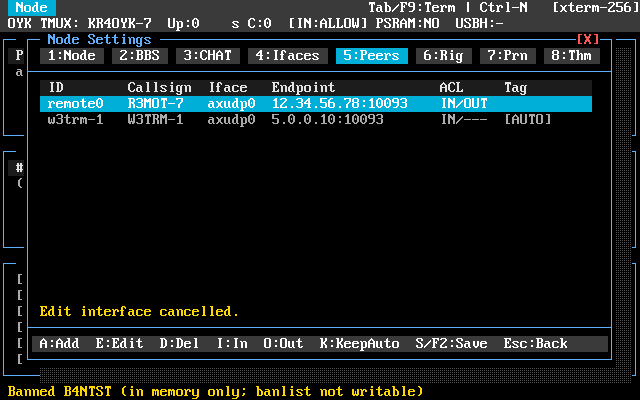 Node Tab/F9:Term | Ctrl-N [xterm-256]
OYK TMUX: KR4OYK-7 Up:0 s C:0 [IN:ALLOW] PSRAM:NO USBH:-
Node Settings [X]
P 1:Node 2:BBS 3:CHAT 4:Ifaces 5:Peers 6:Rig 7:Prn 8:Thm
a
ID Callsign Iface Endpoint ACL Tag
remote0 R3MOT-7 axudp0 12.34.56.78:10093 IN/OUT
w3trm-1 W3TRM-1 axudp0 5.0.0.10:10093 IN/--- [AUTO]
#
(
[
[
Edit interface cancelled.
[
[
A:Add E:Edit D:Del I:In O:Out K:KeepAuto S/F2:Save Esc:Back
[
[
Banned B4NTST (in memory only; banlist not writable)